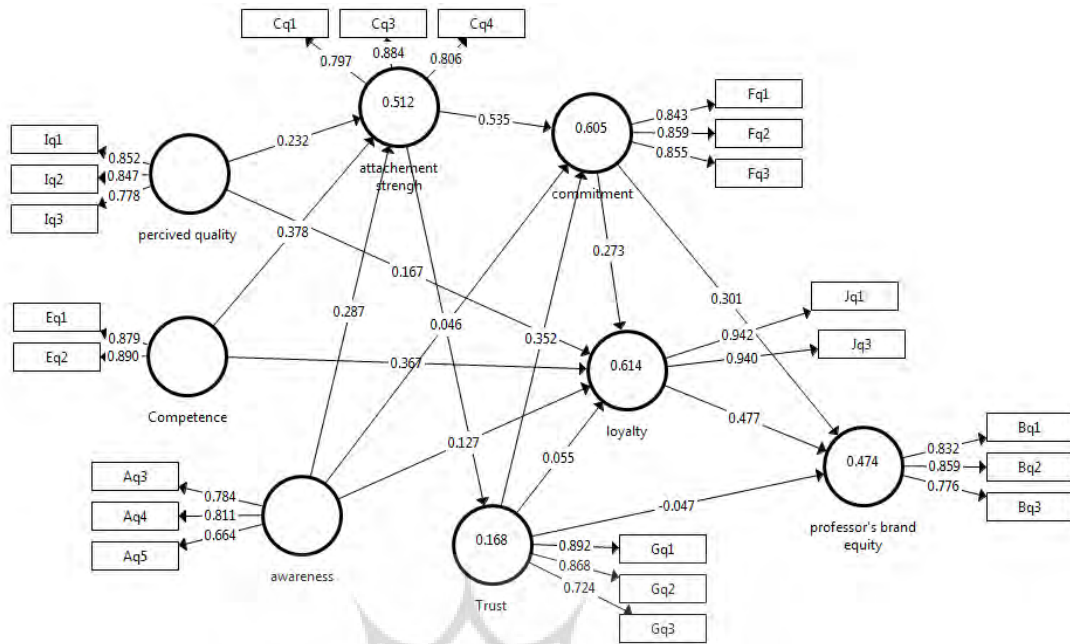 Cq1
Cq3
Cq4
0.797
0.884
0.806
0.512
attachement
strengh
0.535
0.605
commitment
0.843
0.859
0.855
Fq1
Fq2
Fq3
Iq1
Iq2
Iq3
0.852
0.847
0.778
percived quality
0.232
0.378
0.167
0.287
0.046
0.352
0.273
0.301
Eq1
Eq2
0.879
0.890
Competence
0.367
0.127
0.055
0.614
loyalty
0.942
0.940
Jq1
Jq3
0.477
-0.047
0.474
professor's brand
equity
0.832
0.859
0.776
Bq1
Bq2
Bq3
Aq3
Aq4
Aq5
0.784
0.811
0.664
awareness
0.168
Trust
0.892
0.868
0.724
Gq1
Gq2
Gq3